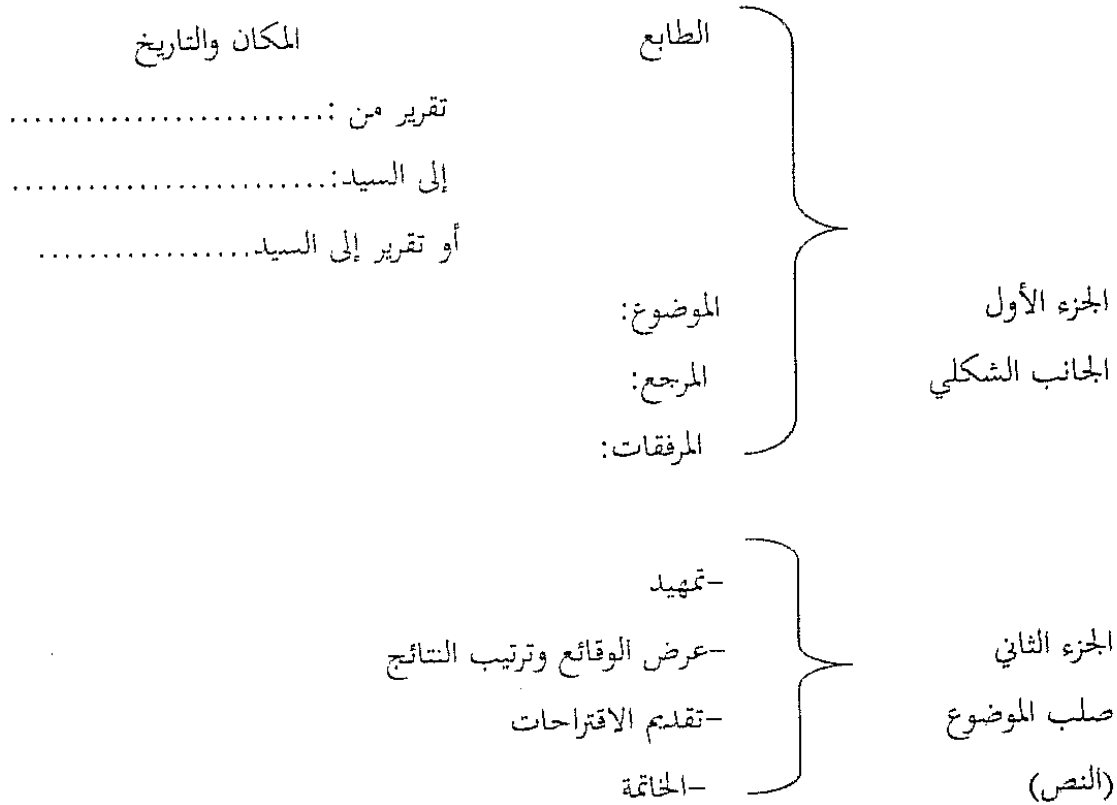 الطابع المكان والتاريخ
تقرير من :..........................
إلى السيد:..........................
أو تقرير إلى السيد.................
الجزء الأول الموضوع:
الجانب الشكلي المرجع:
المرفقات:
-تمهيد
الجزء الثاني -عرض الوقائع وترتيب النتائج
صلب الموضوع -تقديم الاقتراحات
(النص) -الخاتمة